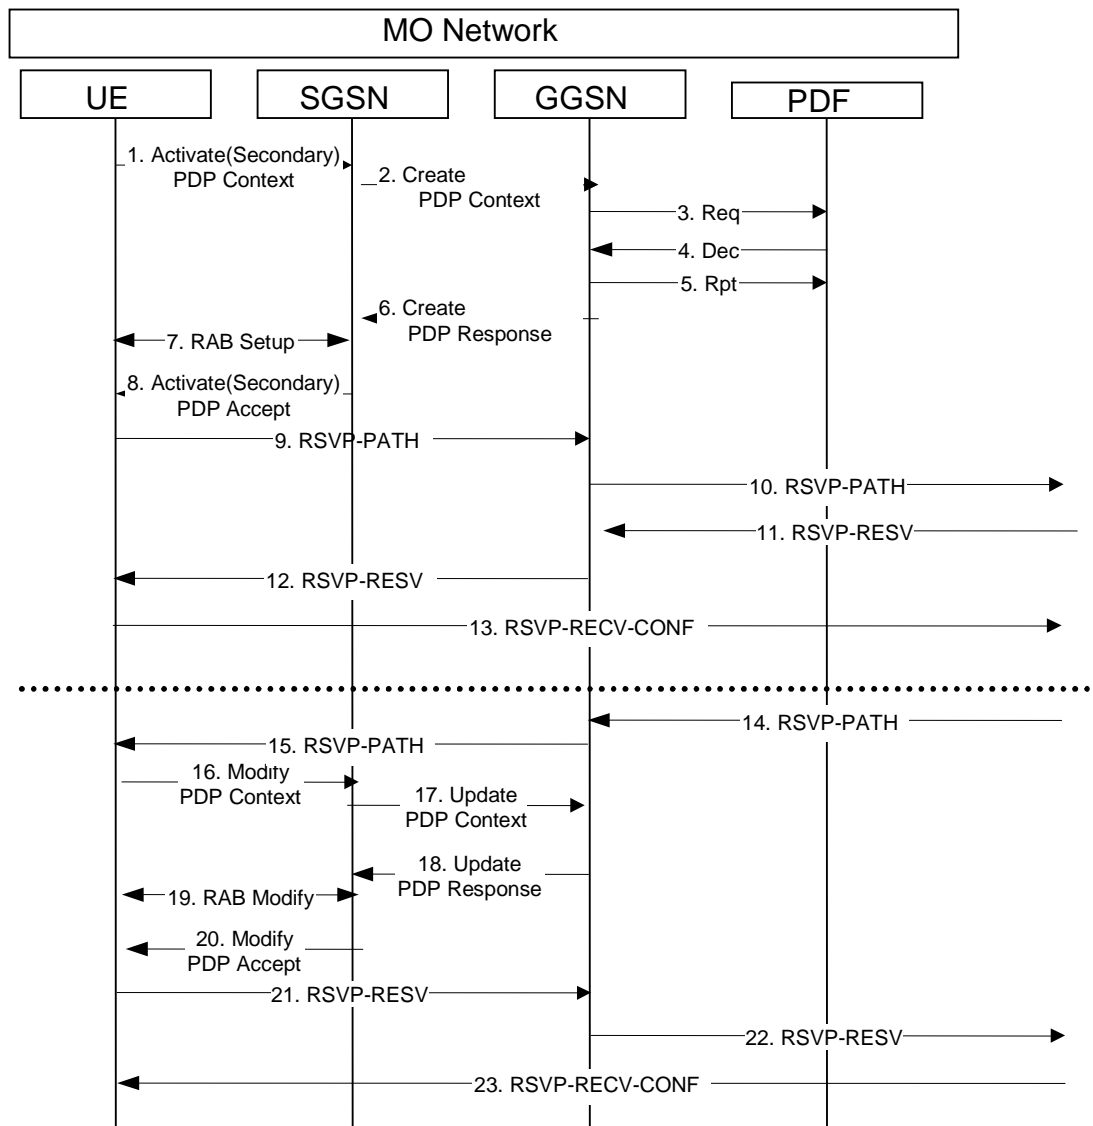 MO Network
UE
SGSN
GGSN
PDF
1. Activate(Secondary)
PDP Context
2. Create
PDP Context
3. Req
4. Dec
5. Rpt
6. Create
PDP Response
7. RAB Setup
8. Activate(Secondary)
PDP Accept
9. RSVP-PATH
10. RSVP-PATH
11. RSVP-RESV
12. RSVP-RESV
13. RSVP-RECV-CONF
14. RSVP-PATH
15. RSVP-PATH
16. Modify
PDP Context
17. Update
PDP Context
18. Update
PDP Response
19. RAB Modify
20. Modify
PDP Accept
21. RSVP-RESV
22. RSVP-RESV
23. RSVP-RECV-CONF